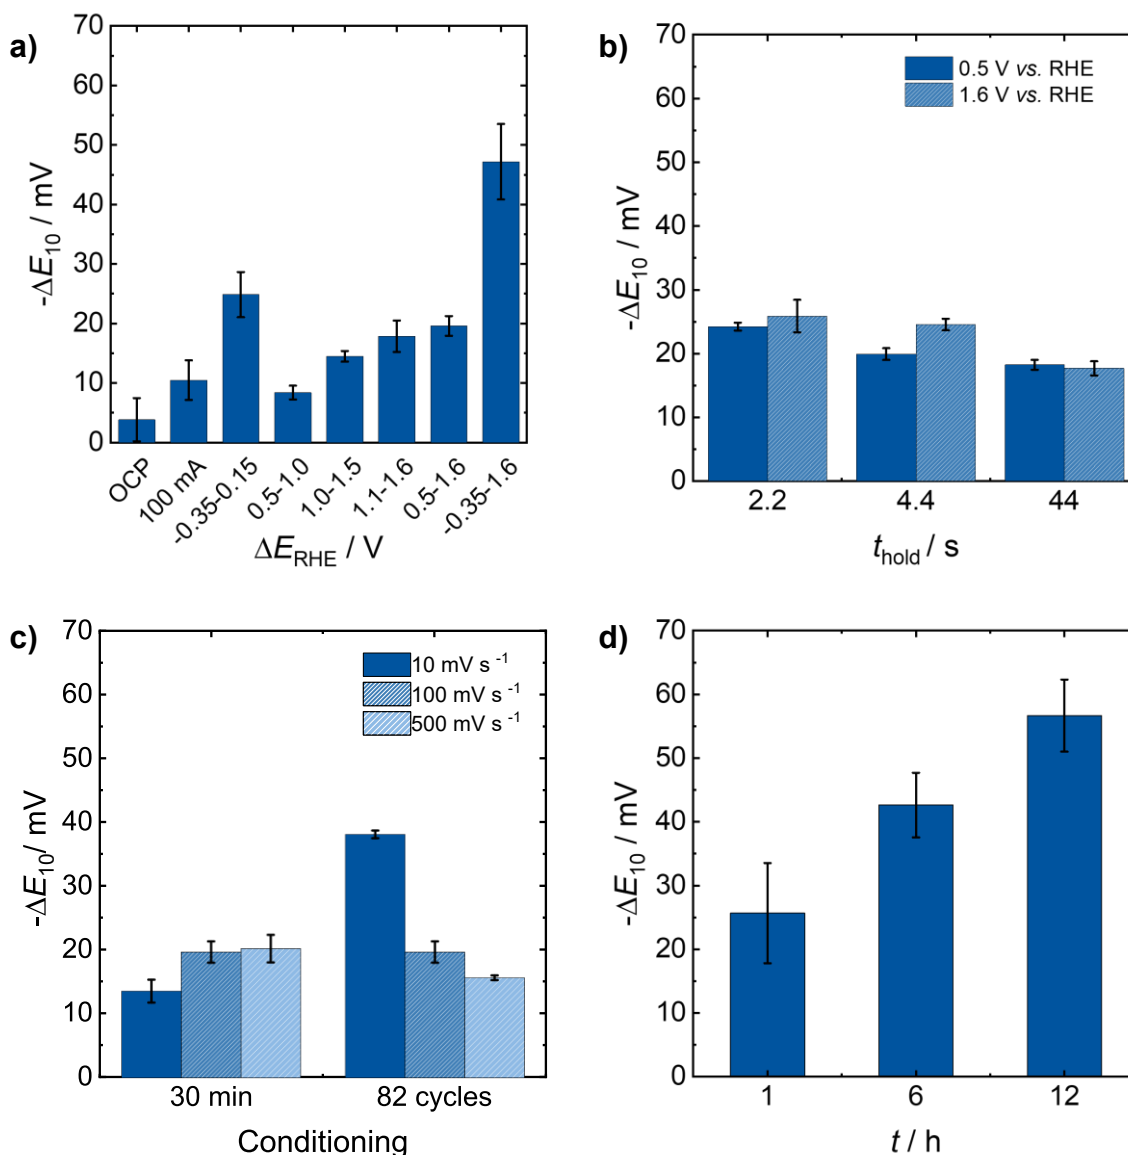 a)
70
60
50
40
30
20
10
0
-ΔE10 / mV
OCP
100 mA
-0.35-0.15
0.5-1.0
1.0-1.5
1.1-1.6
0.5-1.6
-0.35-1.6
ΔERHE / V
b)
70
60
50
40
30
20
10
0
-ΔE10 / mV
0.5 V vs. RHE
1.6 V vs. RHE
2.2 4.4 44
thold / s
c)
70
60
50
40
30
20
10
0
-ΔE10/ mV
10 mV s -1
100 mV s -1
500 mV s -1
30 min 82 cycles
Conditioning
d)
70
60
50
40
30
20
10
0
-ΔE10 / mV
1 6 12
t / h